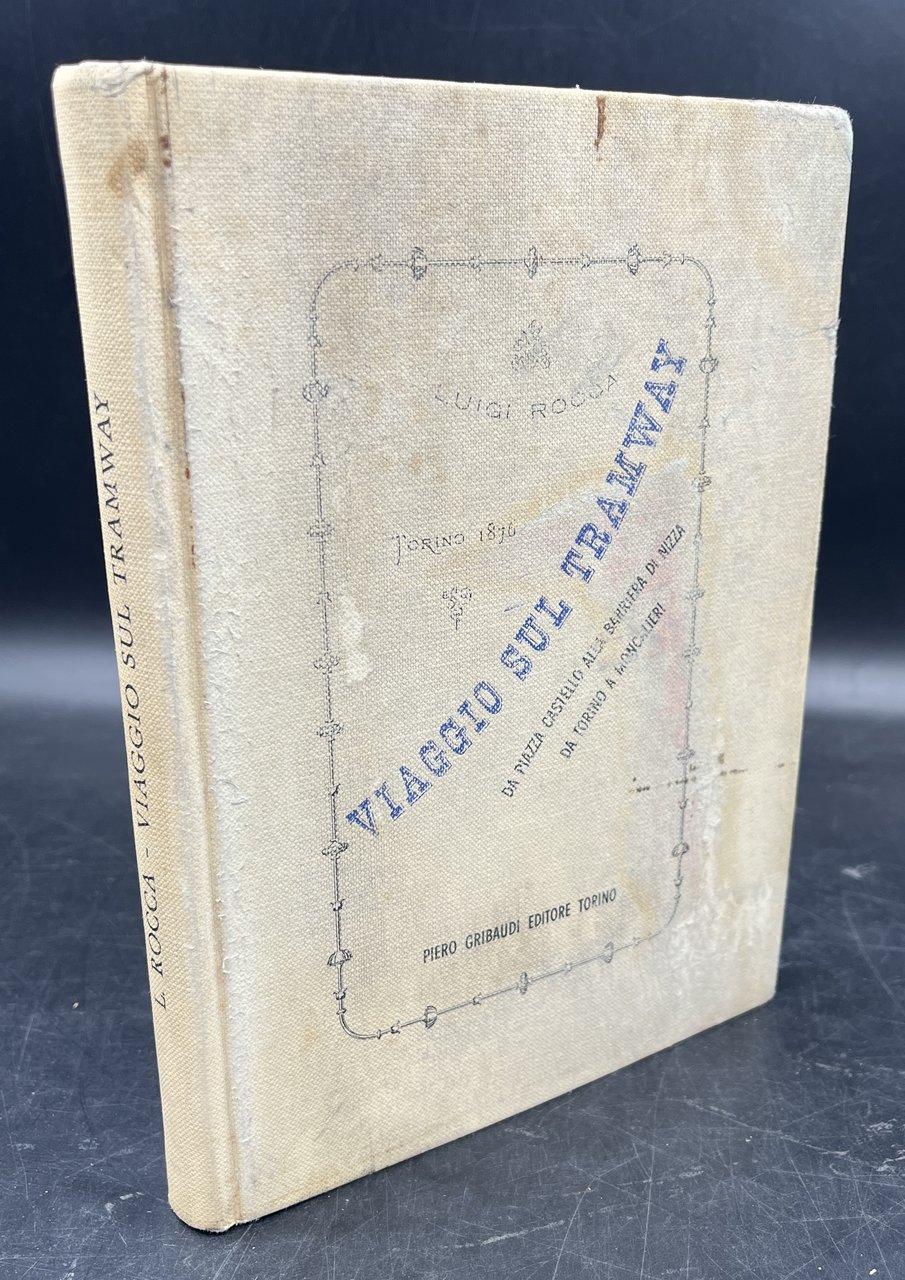 L. ROCCA - VIAGGIO SUL TRAMWAY
LUIGI ROCCA
TORINO 1876
VIAGGIO SUL TRAMWAY
DA PIAZZA CASTELLO ALLA BARRIERA DI NIZZA
DA TORINO A MONCALIERI
PIERO GRIBAUDI EDITORE TORINO